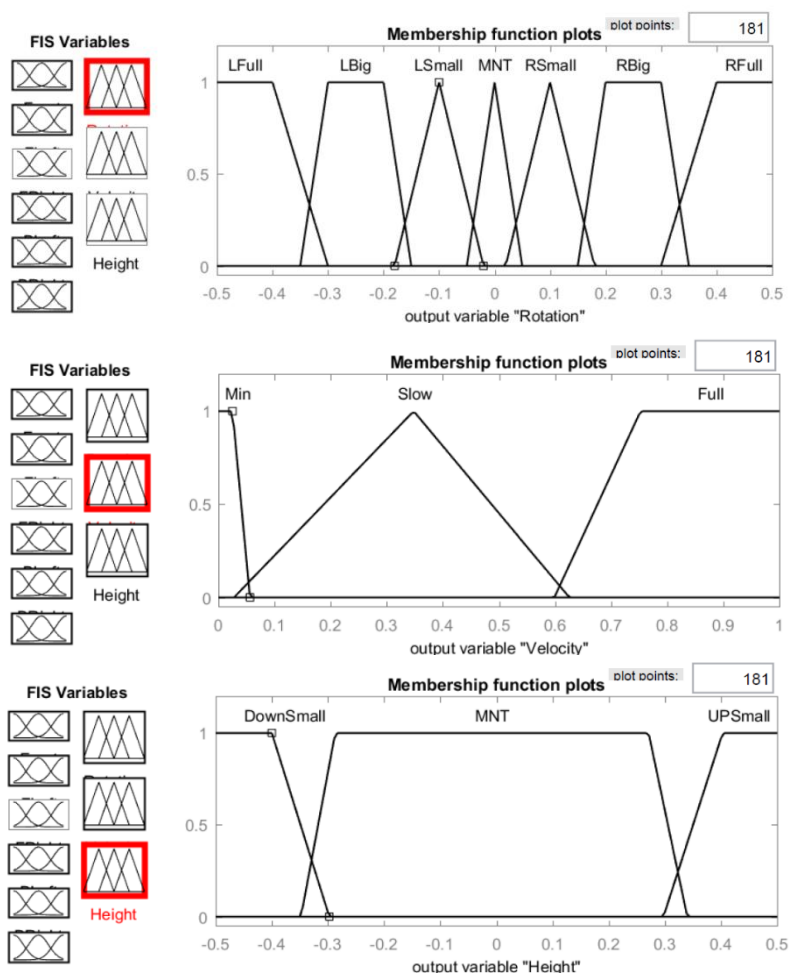 FIS Variables
Height
Membership function plots
plot points:
181
LFull LBig LSmall MNT RSmall RBig RFull
1
0.5
0
-0.5 -0.4 -0.3 -0.2 -0.1 0 0.1 0.2 0.3 0.4 0.5
output variable "Rotation"
FIS Variables
Height
Membership function plots
plot points:
181
Min Slow Full
1
0.5
0
0 0.1 0.2 0.3 0.4 0.5 0.6 0.7 0.8 0.9 1
output variable "Velocity"
FIS Variables
Height
Membership function plots
plot points:
181
DownSmall MNT UPSmall
1
0.5
0
-0.5 -0.4 -0.3 -0.2 -0.1 0 0.1 0.2 0.3 0.4 0.5
output variable "Height"